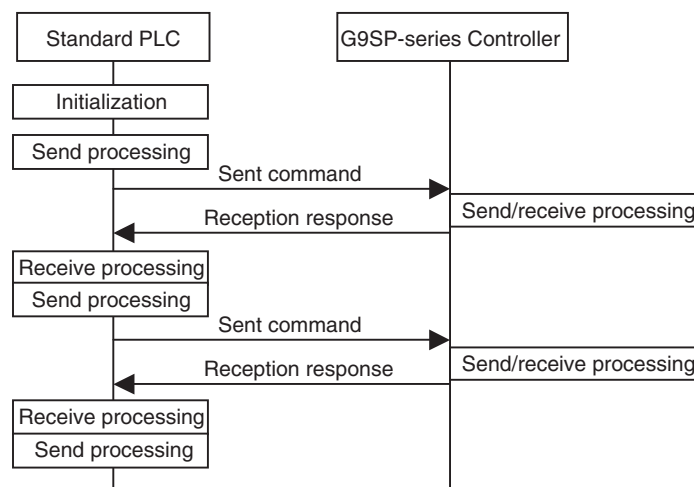 Standard PLC
G9SP-series Controller
Initialization
Send processing
Sent command
Send/receive processing
Reception response
Receive processing
Send processing
Sent command
Send/receive processing
Reception response
Receive processing
Send processing